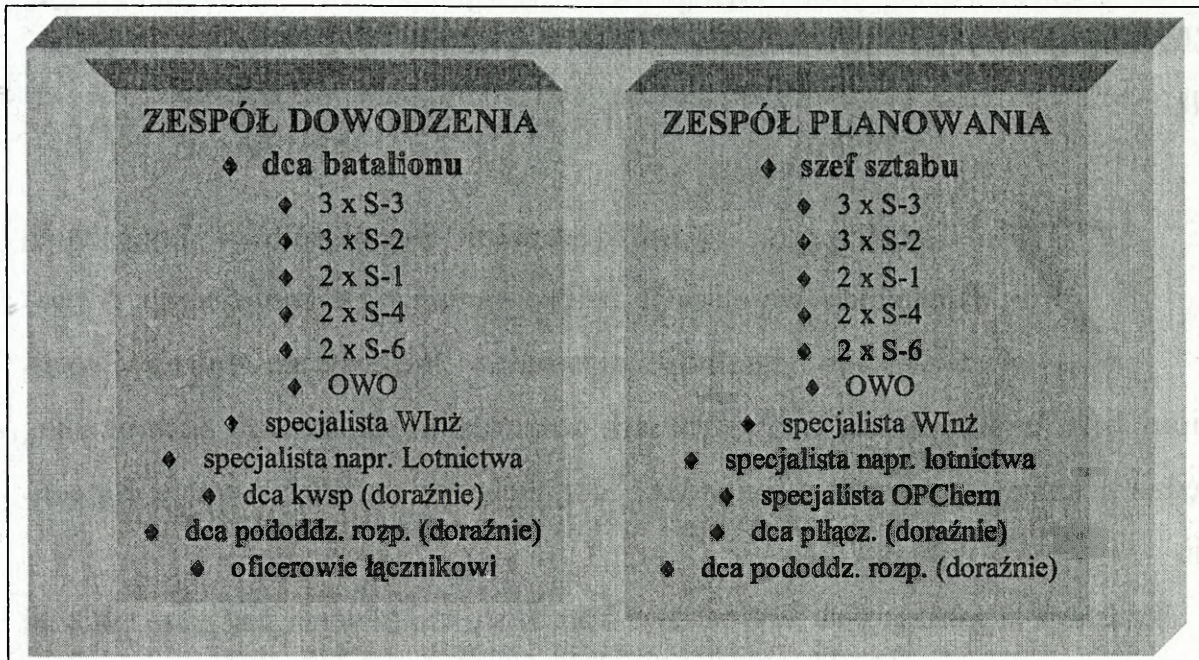 ZESPÓŁ DOWODZENIA
♦ dca batalionu
♦ 3 x S-3
♦ 3 x S-2
♦ 2 x S-1
♦ 2 x S-4
♦ 2 x S-6
♦ OWO
♦ specjalista WInż
♦ specjalista napr. Lotnictwa
♦ dca kwsp (doraźnie)
♦ dca pododdz. rozp. (doraźnie)
♦ oficerowie łącznikowi
ZESPÓŁ PLANOWANIA
♦ szef sztabu
♦ 3 x S-3
♦ 3 x S-2
♦ 2 x S-1
♦ 2 x S-4
♦ 2 x S-6
♦ OWO
♦ specjalista WInż
♦ specjalista napr. lotnictwa
♦ specjalista OPChem
♦ dca płłącz. (doraźnie)
♦ dca pododdz. rozp. (doraźnie)